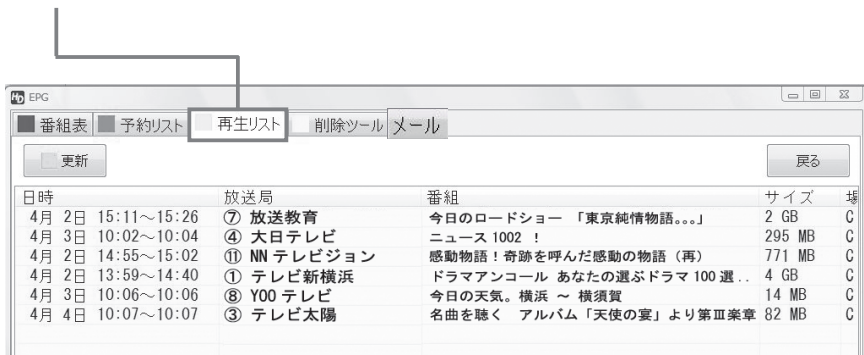 HD EPG
番組表 予約リスト 再生リスト 削除ツール メール
更新 戻る
日時 放送局 番組 サイズ 場
4月 2日 15:11～15:26 ⑦ 放送教育 今日のロードショー 「東京純情物語。。。」 2 GB C
4月 3日 10:02～10:04 ④ 大日テレビ ニュース 1002 ! 295 MB C
4月 2日 14:55～15:02 ⑪ NN テレビジョン 感動物語！奇跡を呼んだ感動の物語（再） 771 MB C
4月 2日 13:59～14:40 ① テレビ新横浜 ドラマアンコール あなたの選ぶドラマ 100 選.. 4 GB C
4月 3日 10:06～10:06 ⑧ YOO テレビ 今日の天気。横浜 ～ 横須賀 14 MB C
4月 4日 10:07～10:07 ③ テレビ太陽 名曲を聴く アルバム「天使の宴」より第Ⅲ楽章 82 MB C